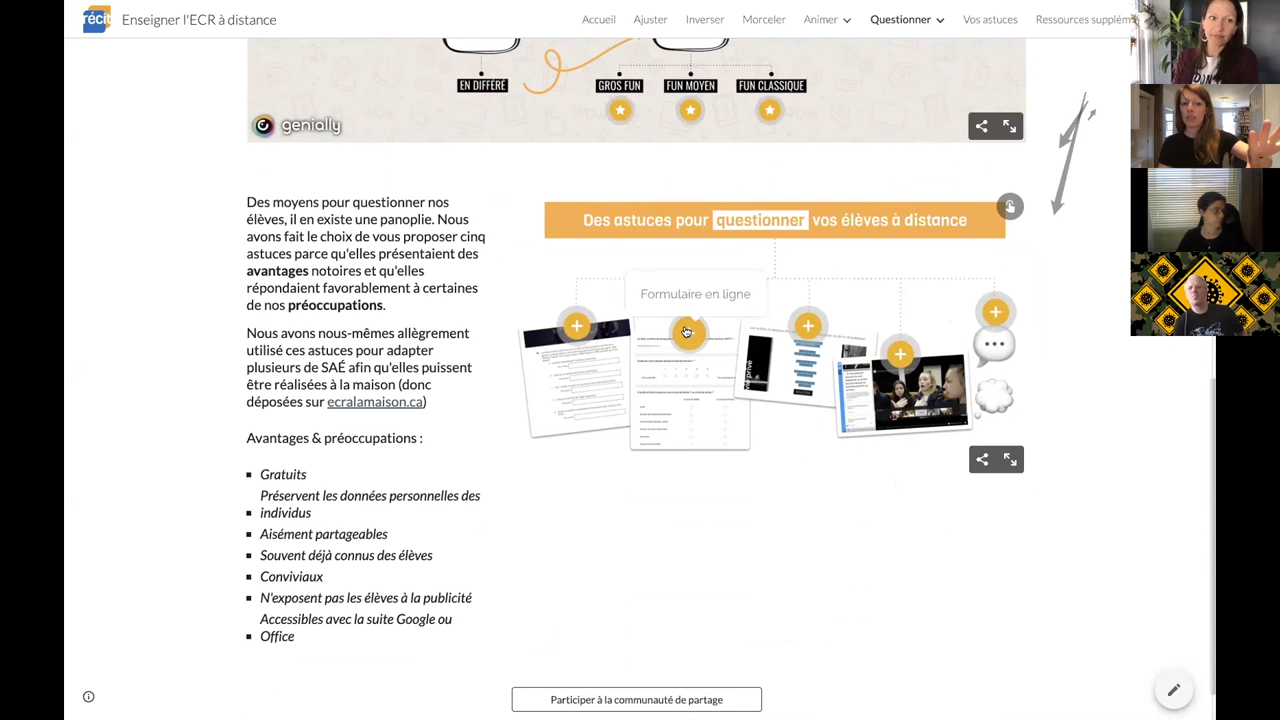 récit
Enseigner l'ECR à distance
Accueil
Ajuster
Inverser
Morceler
Animer
Questionner
Vos astuces
Ressources supplém
EN DIFFÉRÉ
GROS FUN
FUN MOYEN
FUN CLASSIQUE
genially
Des moyens pour questionner nos
élèves, il en existe une panoplie. Nous
avons fait le choix de vous proposer cinq
astuces parce qu'elles présentaient des
avantages notoires et qu'elles
répondaient favorablement à certaines
de nos préoccupations.
Nous avons nous-mêmes allègrement
utilisé ces astuces pour adapter
plusieurs de SAÉ afin qu'elles puissent
être réalisées à la maison (donc
déposées sur ecralamaison.ca)
Avantages & préoccupations :
Gratuits
Préservent les données personnelles des
individus
Aisément partageables
Souvent déjà connus des élèves
Conviviaux
N'exposent pas les élèves à la publicité
Accessibles avec la suite Google ou
Office
Des astuces pour questionner vos élèves à distance
Formulaire en ligne
Participer à la communauté de partage